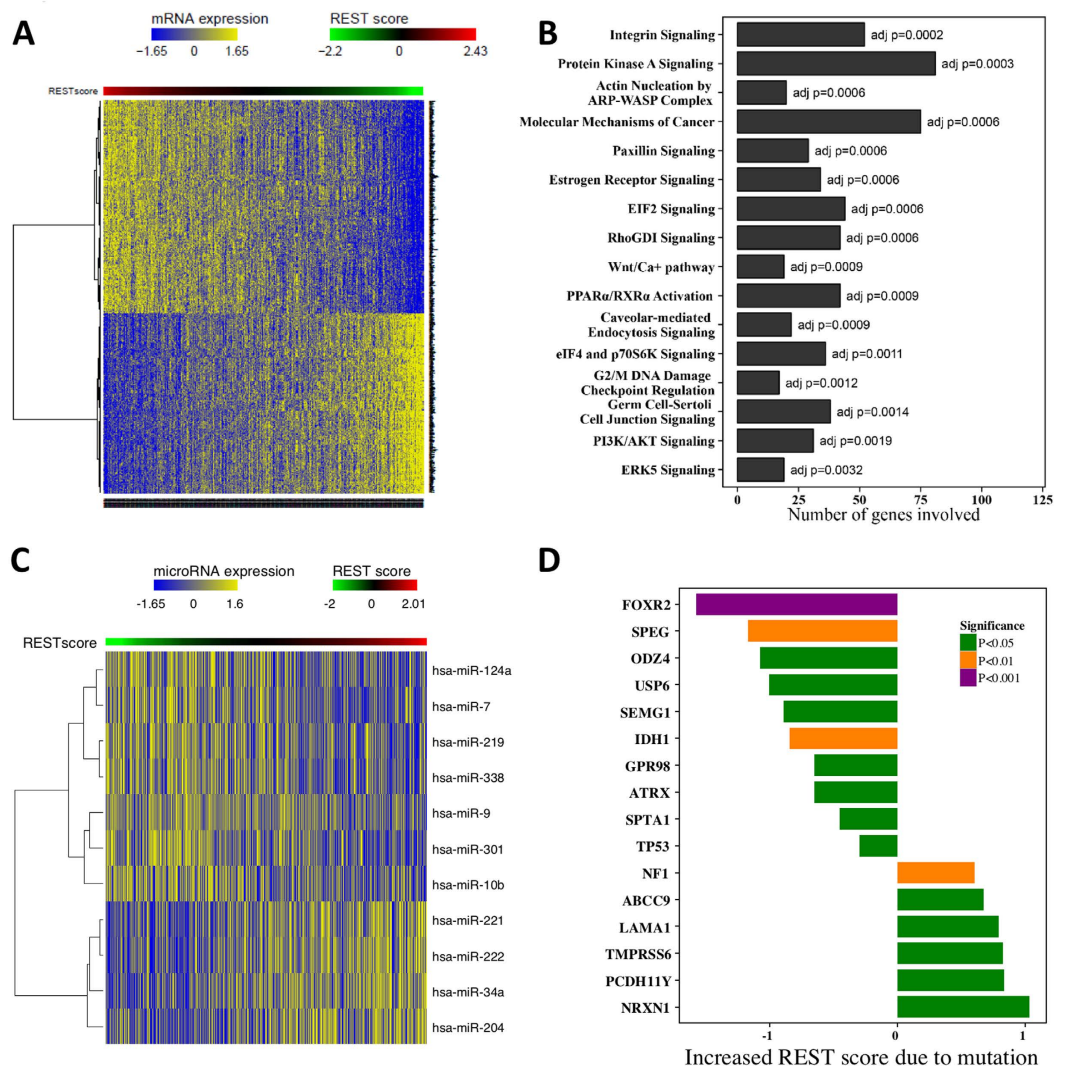 A
mRNA expression
−1.65 0 1.65
REST score
−2.2 0 2.43
RESTscore
B
Integrin Signaling
adj p=0.0002
Protein Kinase A Signaling
adj p=0.0003
Actin Nucleation by
ARP-WASP Complex
adj p=0.0006
Molecular Mechanisms of Cancer
adj p=0.0006
Paxillin Signaling
adj p=0.0006
Estrogen Receptor Signaling
adj p=0.0006
EIF2 Signaling
adj p=0.0006
RhoGDI Signaling
adj p=0.0006
Wnt/Ca+ pathway
adj p=0.0009
PPARα/RXRα Activation
adj p=0.0009
Caveolar-mediated
Endocytosis Signaling
adj p=0.0009
eIF4 and p70S6K Signaling
adj p=0.0011
G2/M DNA Damage
Checkpoint Regulation
adj p=0.0012
Germ Cell-Sertoli
Cell Junction Signaling
adj p=0.0014
PI3K/AKT Signaling
adj p=0.0019
ERK5 Signaling
adj p=0.0032
0 25 50 75 100 125
Number of genes involved
C
microRNA expression
-1.65 0 1.6
REST score
-2 0 2.01
RESTscore
hsa-miR-124a
hsa-miR-7
hsa-miR-219
hsa-miR-338
hsa-miR-9
hsa-miR-301
hsa-miR-10b
hsa-miR-221
hsa-miR-222
hsa-miR-34a
hsa-miR-204
D
FOXR2
SPEG
ODZ4
USP6
SEMG1
IDH1
GPR98
ATRX
SPTA1
TP53
NF1
ABCC9
LAMA1
TMPRSS6
PCDH11Y
NRXN1
Significance
P<0.05
P<0.01
P<0.001
-1 0 1
Increased REST score due to mutation